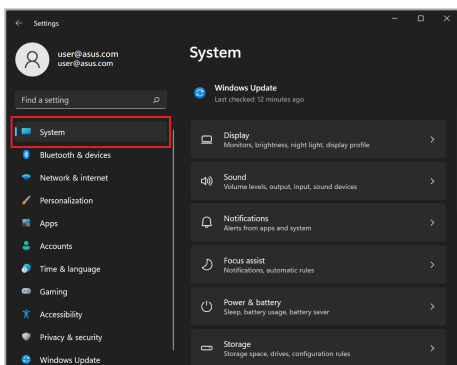 Settings
user@asus.com
user@asus.com
Find a setting
System
Bluetooth & devices
Network & internet
Personalization
Apps
Accounts
Time & language
Gaming
Accessibility
Privacy & security
Windows Update
System
Windows Update
Last checked: 12 minutes ago
Display
Monitors, brightness, night light, display profile
Sound
Volume levels, output, input, sound devices
Notifications
Alerts from apps and system
Focus assist
Notifications, automatic rules
Power & battery
Sleep, battery usage, battery saver
Storage
Storage space, drives, configuration rules